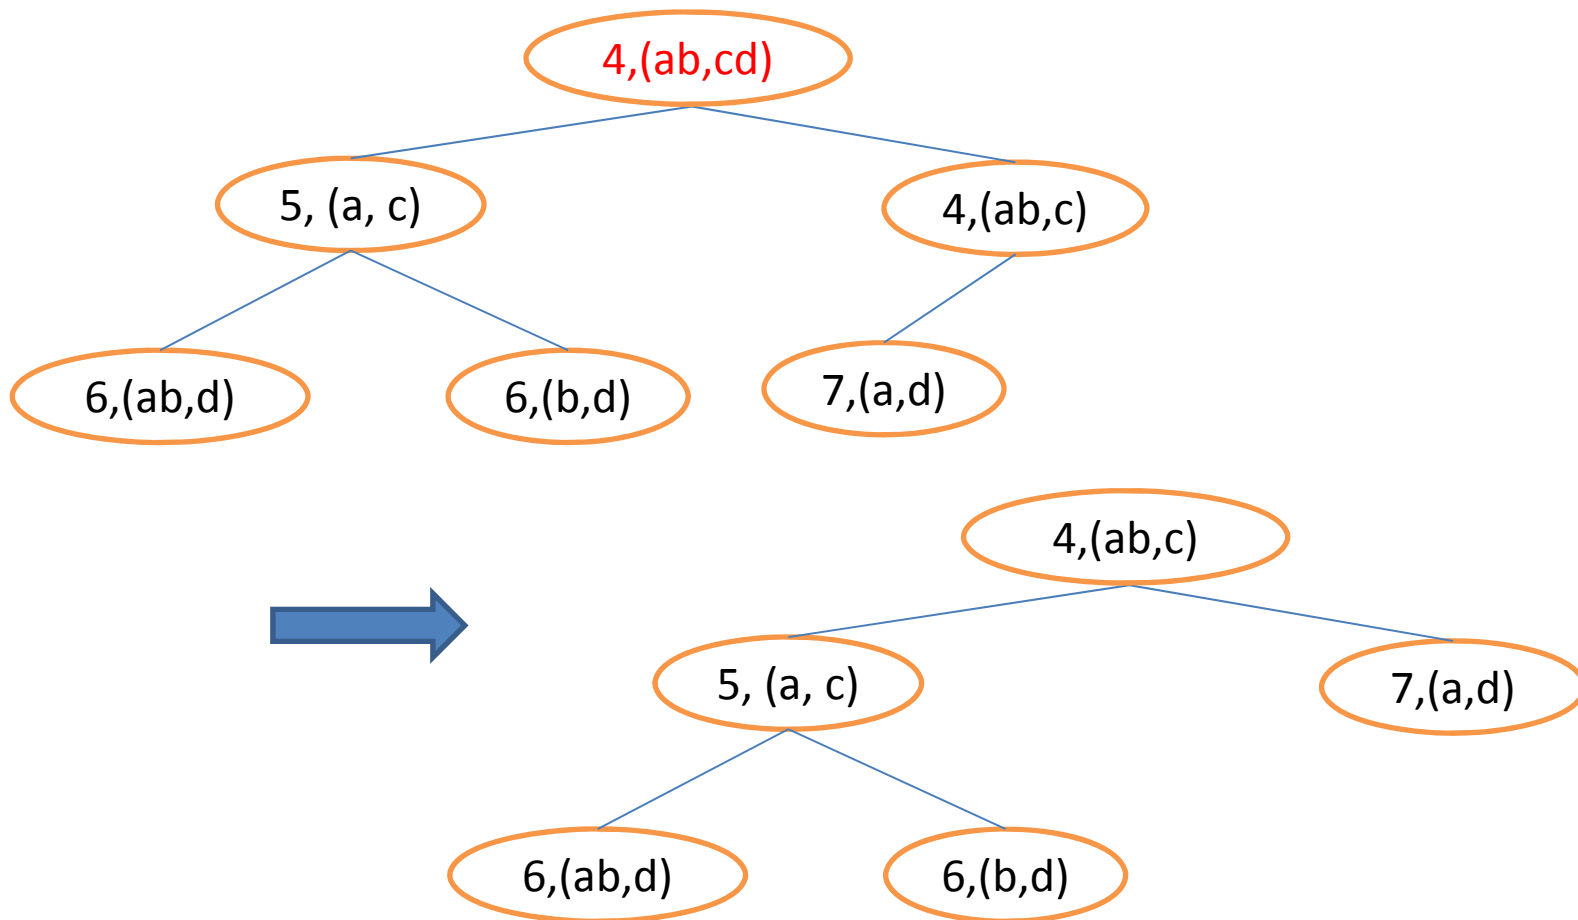 4,(ab,cd)
5, (a, c)
4,(ab,c)
6,(ab,d)
6,(b,d)
7,(a,d)
4,(ab,c)
5, (a, c)
7,(a,d)
6,(ab,d)
6,(b,d)